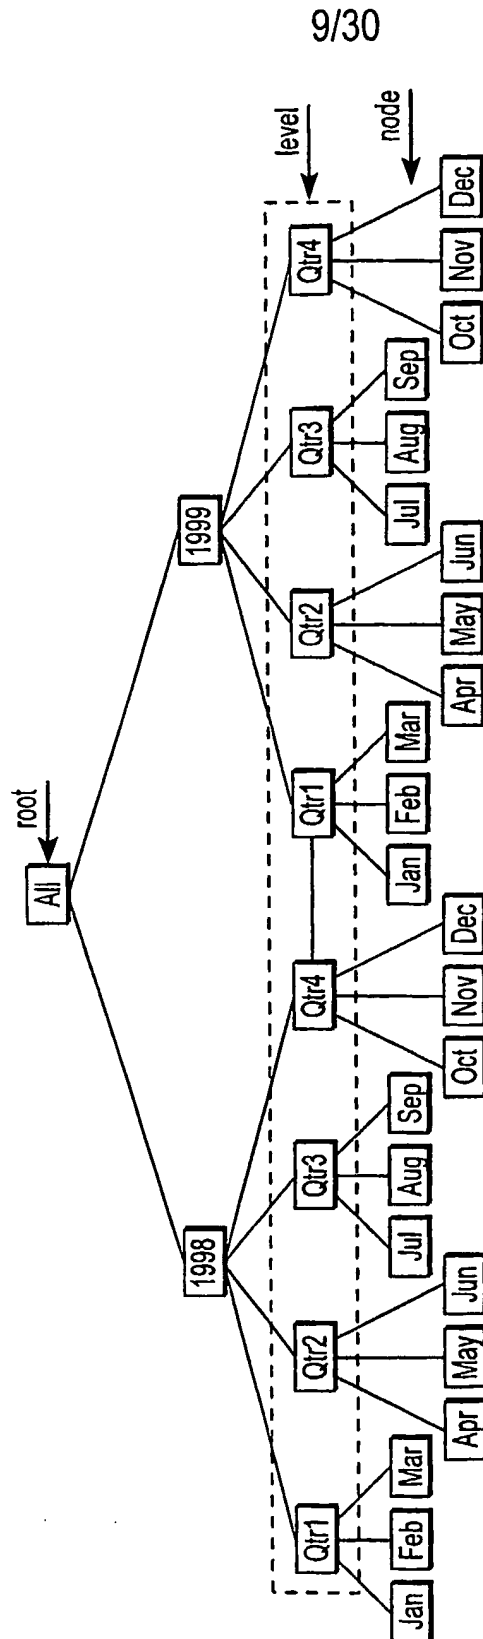 9/30
root
All
1998
1999
level
Qtr1
Qtr2
Qtr3
Qtr4
Qtr1
Qtr2
Qtr3
Qtr4
node
Jan
Feb
Mar
Apr
May
Jun
Jul
Aug
Sep
Oct
Nov
Dec
Jan
Feb
Mar
Apr
May
Jun
Jul
Aug
Sep
Oct
Nov
Dec